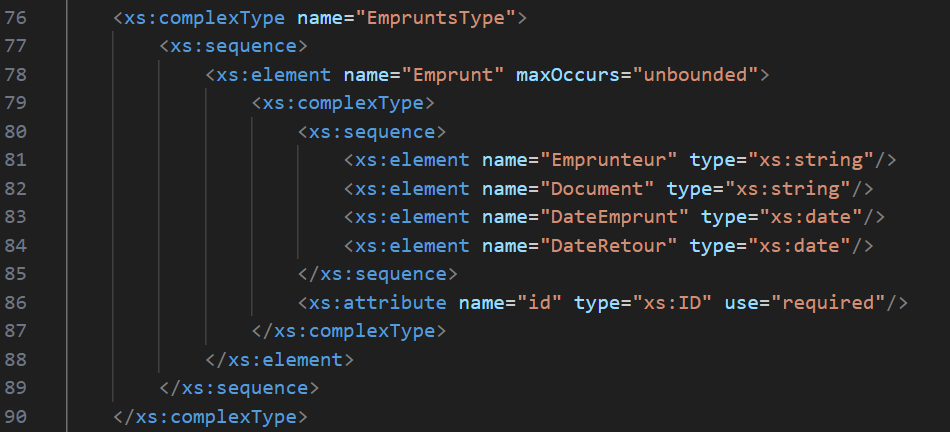 76 <xs:complexType name="EmpruntsType">
77 <xs:sequence>
78 <xs:element name="Emprunt" maxOccurs="unbounded">
79 <xs:complexType>
80 <xs:sequence>
81 <xs:element name="Emprunteur" type="xs:string"/>
82 <xs:element name="Document" type="xs:string"/>
83 <xs:element name="DateEmprunt" type="xs:date"/>
84 <xs:element name="DateRetour" type="xs:date"/>
85 </xs:sequence>
86 <xs:attribute name="id" type="xs:ID" use="required"/>
87 </xs:complexType>
88 </xs:element>
89 </xs:sequence>
90 </xs:complexType>